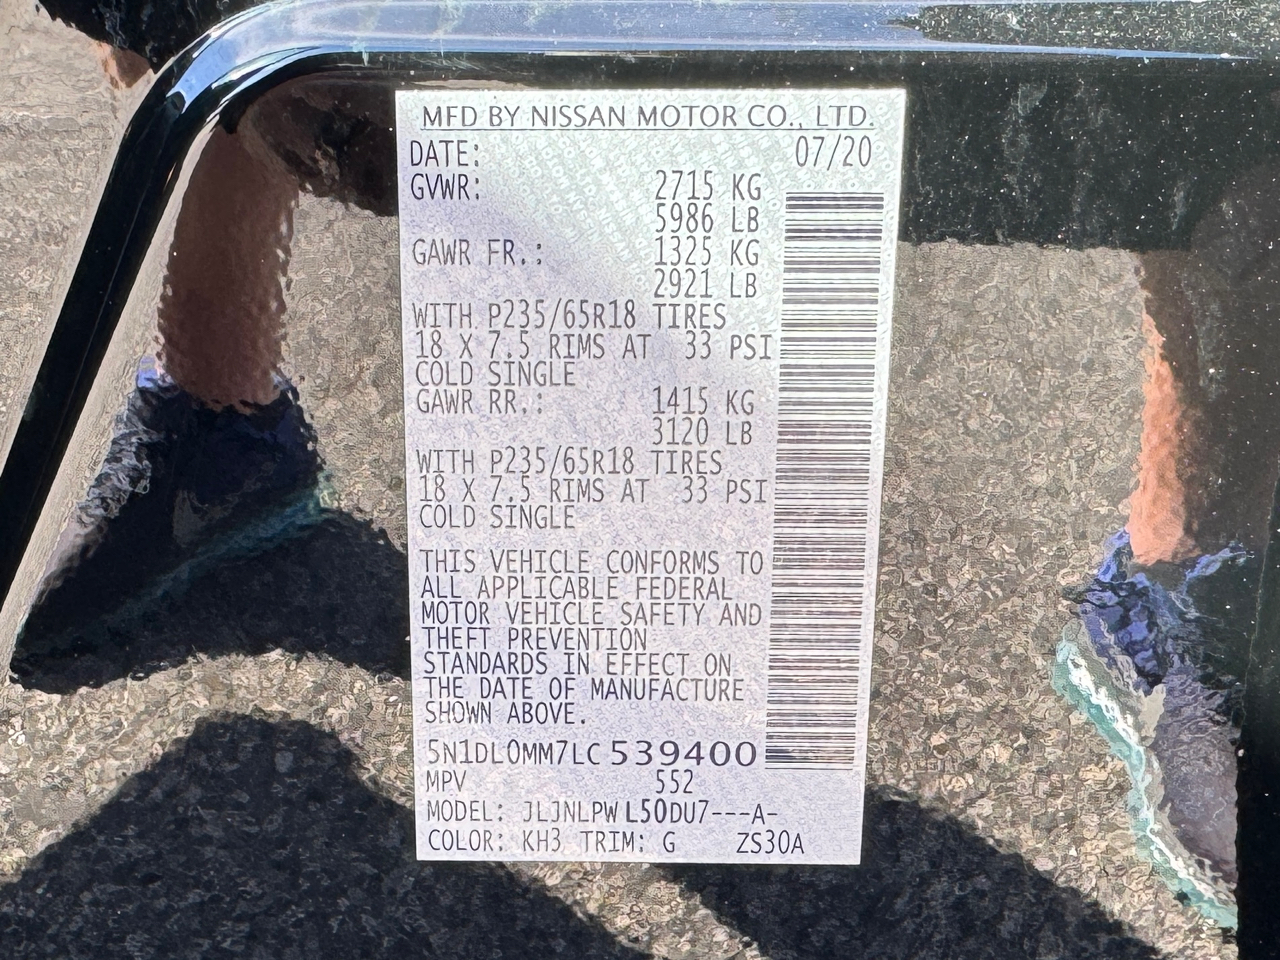 MFD BY NISSAN MOTOR CO., LTD.
DATE: 07/20
GVWR: 2715 KG
5986 LB
GAWR FR.: 1325 KG
2921 LB
WITH P235/65R18 TIRES
18 X 7.5 RIMS AT 33 PSI
COLD SINGLE
GAWR RR.: 1415 KG
3120 LB
WITH P235/65R18 TIRES
18 X 7.5 RIMS AT 33 PSI
COLD SINGLE
THIS VEHICLE CONFORMS TO
ALL APPLICABLE FEDERAL
MOTOR VEHICLE SAFETY AND
THEFT PREVENTION
STANDARDS IN EFFECT ON
THE DATE OF MANUFACTURE
SHOWN ABOVE.
5N1DL0MM7LC539400
MPV 552
MODEL: JLJNLPWL50DU7---A-
COLOR: KH3 TRIM: G ZS30A